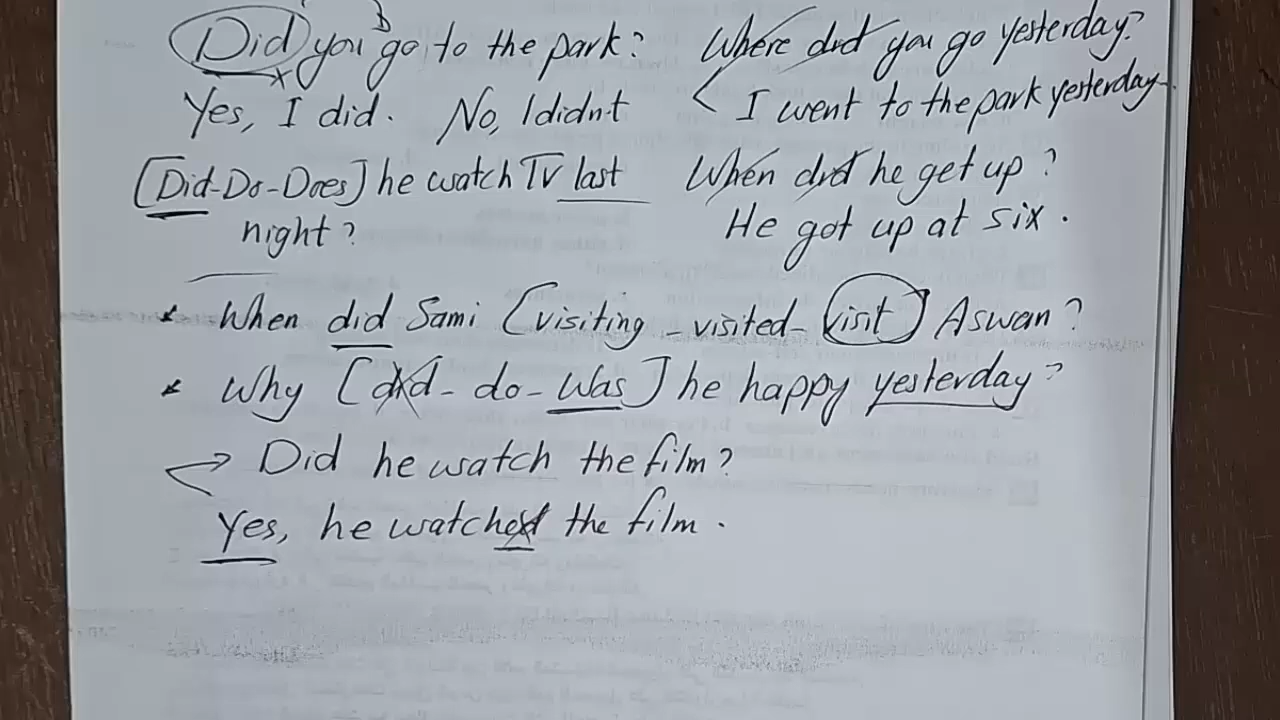 Did you go to the park?
Yes, I did. No, I didn't
[Did-Do-Does] he watch TV last
night?
Where did you go yesterday?
I went to the park yesterday.
When did he get up?
He got up at six.
* When did Sami [visiting - visited - visit] Aswan?
* Why [did - do - was] he happy yesterday?
Did he watch the film?
Yes, he watched the film.